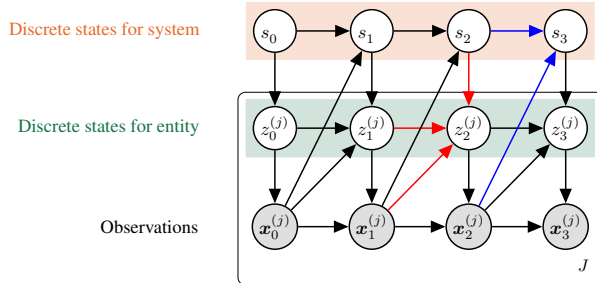 Discrete states for system s₀ s₁ s₂ s₃
Discrete states for entity z₀⁽ʲ⁾ z₁⁽ʲ⁾ z₂⁽ʲ⁾ z₃⁽ʲ⁾
Observations x₀⁽ʲ⁾ x₁⁽ʲ⁾ x₂⁽ʲ⁾ x₃⁽ʲ⁾
J